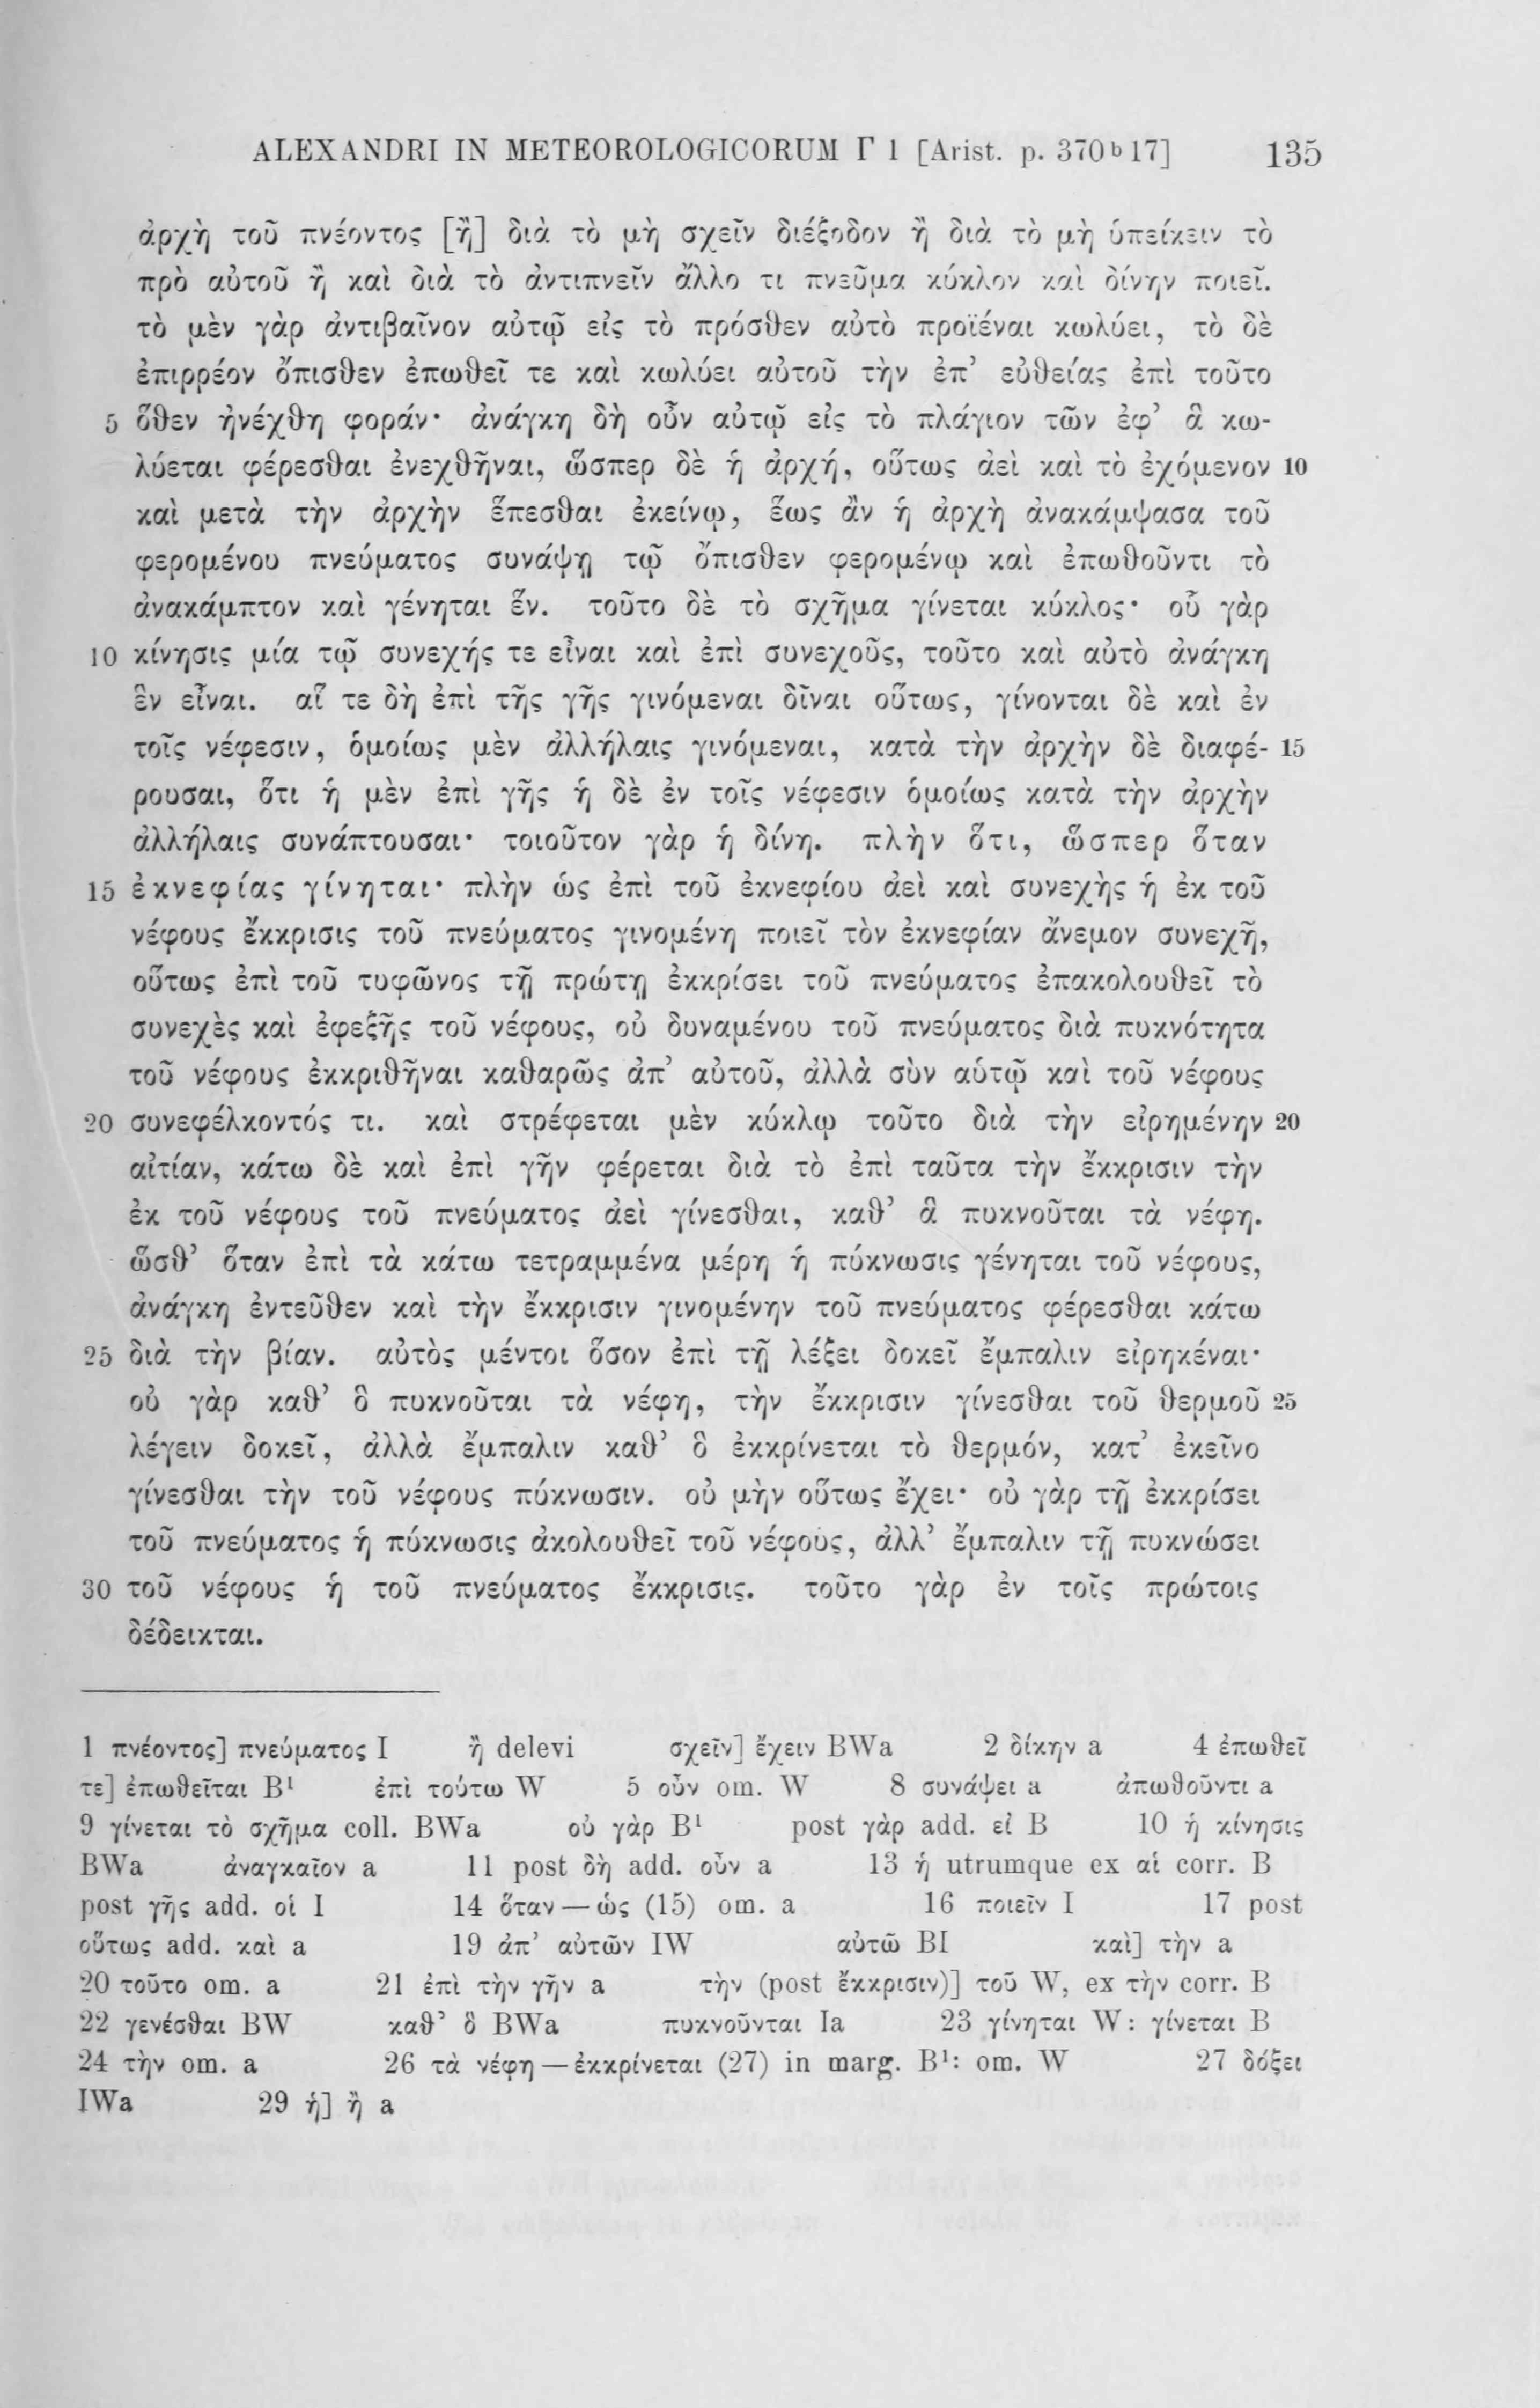 ALEXANDRI IN METEOROLOGICORUM Γ 1 [Arist. p. 370ᵇ17] 135
ἀρχὴ τοῦ πνέοντος [ἢ] διὰ τὸ μὴ σχεῖν διέξοδον ἢ διὰ τὸ μὴ ὑπείκειν τὸ
πρὸ αὐτοῦ ἢ καὶ διὰ τὸ ἀντιπνεῖν ἄλλο τι πνεῦμα κύκλον καὶ δίνην ποιεῖ.
τὸ μὲν γὰρ ἀντιβαῖνον αὐτῷ εἰς τὸ πρόσθεν αὐτὸ προϊέναι κωλύει, τὸ δὲ
ἐπιρρέον ὄπισθεν ἐπωθεῖ τε καὶ κωλύει αὐτοῦ τὴν ἐπ’ εὐθείας ἐπὶ τοῦτο
5 ὅθεν ἠνέχθη φοράν· ἀνάγκη δὴ οὖν αὐτῷ εἰς τὸ πλάγιον τῶν ἐφ’ ἃ κω-
λύεται φέρεσθαι ἐνεχθῆναι, ὥσπερ δὲ ἡ ἀρχή, οὕτως ἀεὶ καὶ τὸ ἐχόμενον 10
καὶ μετὰ τὴν ἀρχὴν ἕπεσθαι ἐκείνῳ, ἕως ἂν ἡ ἀρχὴ ἀνακάμψασα τοῦ
φερομένου πνεύματος συνάψῃ τῷ ὄπισθεν φερομένῳ καὶ ἐπωθοῦντι τὸ
ἀνακάμπτον καὶ γένηται ἕν. τοῦτο δὲ τὸ σχῆμα γίνεται κύκλος· οὗ γὰρ
10 κίνησις μία τῷ συνεχής τε εἶναι καὶ ἐπὶ συνεχοῦς, τοῦτο καὶ αὐτὸ ἀνάγκη
ἓν εἶναι. αἵ τε δὴ ἐπὶ τῆς γῆς γινόμεναι δῖναι οὕτως, γίνονται δὲ καὶ ἐν
τοῖς νέφεσιν, ὁμοίως μὲν ἀλλήλαις γινόμεναι, κατὰ τὴν ἀρχὴν δὲ διαφέ- 15
ρουσαι, ὅτι ἡ μὲν ἐπὶ γῆς ἡ δὲ ἐν τοῖς νέφεσιν ὁμοίως κατὰ τὴν ἀρχὴν
ἀλλήλαις συνάπτουσαι· τοιοῦτον γὰρ ἡ δίνη. πλὴν ὅτι, ὥσπερ ὅταν
15 ἐκνεφίας γίνηται· πλὴν ὡς ἐπὶ τοῦ ἐκνεφίου ἀεὶ καὶ συνεχὴς ἡ ἐκ τοῦ
νέφους ἔκκρισις τοῦ πνεύματος γινομένη ποιεῖ τὸν ἐκνεφίαν ἄνεμον συνεχῆ,
οὕτως ἐπὶ τοῦ τυφῶνος τῇ πρώτῃ ἐκκρίσει τοῦ πνεύματος ἐπακολουθεῖ τὸ
συνεχὲς καὶ ἐφεξῆς τοῦ νέφους, οὐ δυναμένου τοῦ πνεύματος διὰ πυκνότητα
τοῦ νέφους ἐκκριθῆναι καθαρῶς ἀπ’ αὐτοῦ, ἀλλὰ σὺν αὑτῷ καὶ τοῦ νέφους
20 συνεφέλκοντός τι. καὶ στρέφεται μὲν κύκλῳ τοῦτο διὰ τὴν εἰρημένην 20
αἰτίαν, κάτω δὲ καὶ ἐπὶ γῆν φέρεται διὰ τὸ ἐπὶ ταῦτα τὴν ἔκκρισιν τὴν
ἐκ τοῦ νέφους τοῦ πνεύματος ἀεὶ γίνεσθαι, καθ’ ἃ πυκνοῦται τὰ νέφη.
ὥσθ’ ὅταν ἐπὶ τὰ κάτω τετραμμένα μέρη ἡ πύκνωσις γένηται τοῦ νέφους,
ἀνάγκη ἐντεῦθεν καὶ τὴν ἔκκρισιν γινομένην τοῦ πνεύματος φέρεσθαι κάτω
25 διὰ τὴν βίαν. αὐτὸς μέντοι ὅσον ἐπὶ τῇ λέξει δοκεῖ ἔμπαλιν εἰρηκέναι·
οὐ γὰρ καθ’ ὃ πυκνοῦται τὰ νέφη, τὴν ἔκκρισιν γίνεσθαι τοῦ θερμοῦ 25
λέγειν δοκεῖ, ἀλλὰ ἔμπαλιν καθ’ ὃ ἐκκρίνεται τὸ θερμόν, κατ’ ἐκεῖνο
γίνεσθαι τὴν τοῦ νέφους πύκνωσιν. οὐ μὴν οὕτως ἔχει· οὐ γὰρ τῇ ἐκκρίσει
τοῦ πνεύματος ἡ πύκνωσις ἀκολουθεῖ τοῦ νέφους, ἀλλ’ ἔμπαλιν τῇ πυκνώσει
30 τοῦ νέφους ἡ τοῦ πνεύματος ἔκκρισις. τοῦτο γὰρ ἐν τοῖς πρώτοις
δέδεικται.
1 πνέοντος] πνεύματος I ἢ delevi σχεῖν] ἔχειν BWa 2 δίκην a 4 ἐπωθεῖ
τε] ἐπωθεῖται B¹ ἐπὶ τούτω W 5 οὖν om. W 8 συνάψει a ἀπωθοῦντι a
9 γίνεται τὸ σχῆμα coll. BWa οὐ γὰρ B¹ post γὰρ add. εἰ B 10 ἡ κίνησις
BWa ἀναγκαῖον a 11 post δὴ add. οὖν a 13 ἡ utrumque ex αἱ corr. B
post γῆς add. οἱ I 14 ὅταν — ὡς (15) om. a 16 ποιεῖν I 17 post
οὕτως add. καὶ a 19 ἀπ’ αὐτῶν IW αὐτῶ BI καὶ] τὴν a
20 τοῦτο om. a 21 ἐπὶ τὴν γῆν a τὴν (post ἔκκρισιν)] τοῦ W, ex τὴν corr. B
22 γενέσθαι BW καθ’ ὃ BWa πυκνοῦνται Ia 23 γίνηται W: γίνεται B
24 τὴν om. a 26 τὰ νέφη — ἐκκρίνεται (27) in marg. B¹: om. W 27 δόξει
IWa 29 ἡ] ἢ a